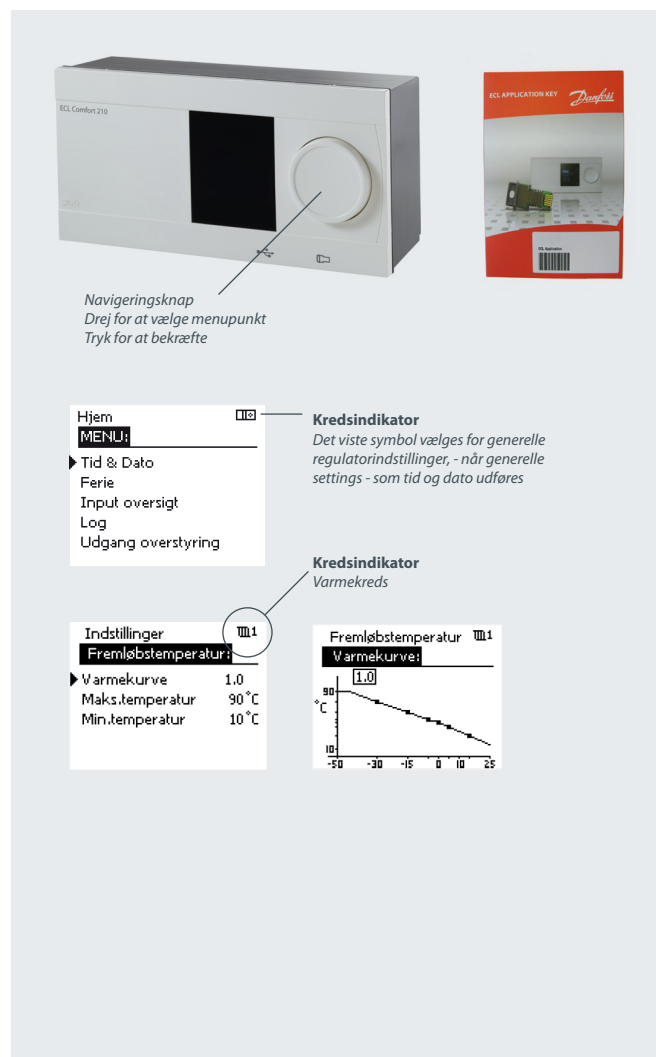 ECL Comfort 210
ECL APPLICATION KEY
Danfoss
ECL Application
Navigeringsknap
Drej for at vælge menupunkt
Tryk for at bekræfte
Hjem
MENU:
Tid & Dato
Ferie
Input oversigt
Log
Udgang overstyring
Kredsindikator
Det viste symbol vælges for generelle
regulatorindstillinger, - når generelle
settings - som tid og dato udføres
Kredsindikator
Varmekreds
Indstillinger 1
Fremløbstemperatur:
Varmekurve 1.0
Maks.temperatur 90°C
Min.temperatur 10°C
Fremløbstemperatur 1
Varmekurve:
1.0
90
°C
10
-50 -30 -15 0 10 25